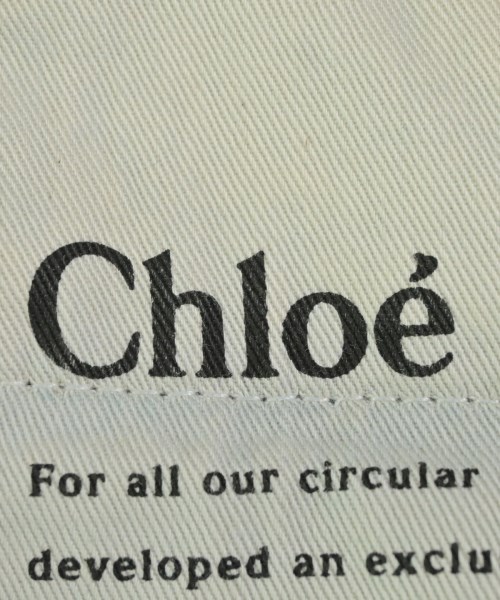 Chloé
For all our circular
developed an exclu